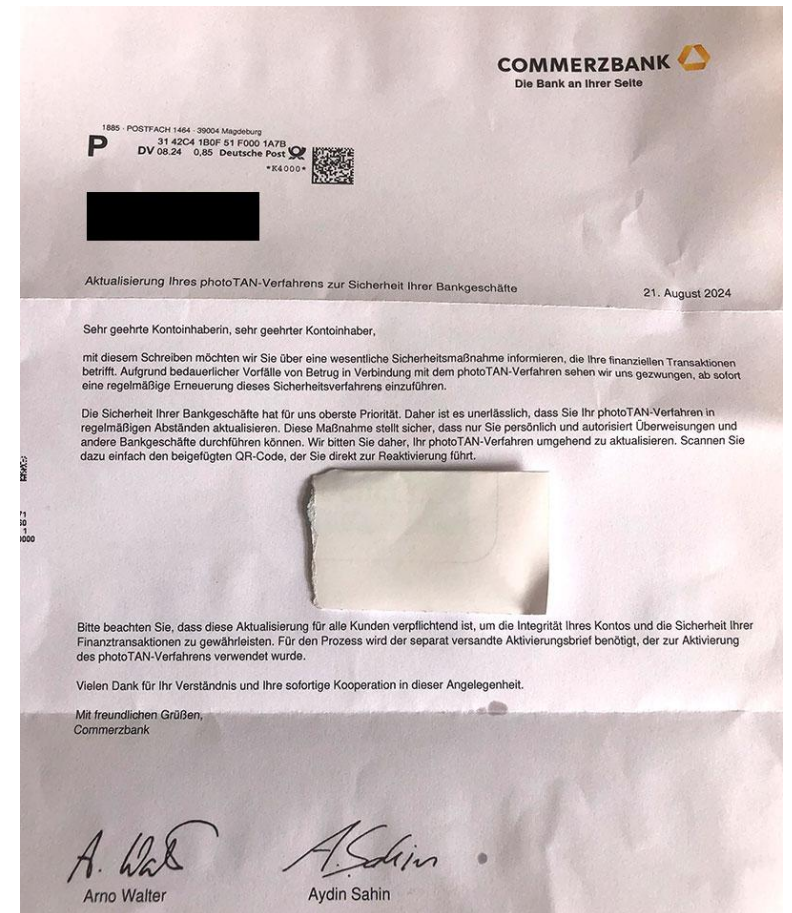 COMMERZBANK
Die Bank an Ihrer Seite
1885 · POSTFACH 1464 · 39004 Magdeburg
P
31 42C4 1B0F 51 F000 1A7B
DV 08.24 0,85 Deutsche Post
*K4000*
Aktualisierung Ihres photoTAN-Verfahrens zur Sicherheit Ihrer Bankgeschäfte
21. August 2024
Sehr geehrte Kontoinhaberin, sehr geehrter Kontoinhaber,
mit diesem Schreiben möchten wir Sie über eine wesentliche Sicherheitsmaßnahme informieren, die Ihre finanziellen Transaktionen
betrifft. Aufgrund bedauerlicher Vorfälle von Betrug in Verbindung mit dem photoTAN-Verfahren sehen wir uns gezwungen, ab sofort
eine regelmäßige Erneuerung dieses Sicherheitsverfahrens einzuführen.
Die Sicherheit Ihrer Bankgeschäfte hat für uns oberste Priorität. Daher ist es unerlässlich, dass Sie Ihr photoTAN-Verfahren in
regelmäßigen Abständen aktualisieren. Diese Maßnahme stellt sicher, dass nur Sie persönlich und autorisiert Überweisungen und
andere Bankgeschäfte durchführen können. Wir bitten Sie daher, Ihr photoTAN-Verfahren umgehend zu aktualisieren. Scannen Sie
dazu einfach den beigefügten QR-Code, der Sie direkt zur Reaktivierung führt.
Bitte beachten Sie, dass diese Aktualisierung für alle Kunden verpflichtend ist, um die Integrität Ihres Kontos und die Sicherheit Ihrer
Finanztransaktionen zu gewährleisten. Für den Prozess wird der separat versandte Aktivierungsbrief benötigt, der zur Aktivierung
des photoTAN-Verfahrens verwendet wurde.
Vielen Dank für Ihr Verständnis und Ihre sofortige Kooperation in dieser Angelegenheit.
Mit freundlichen Grüßen,
Commerzbank
Arno Walter
Aydin Sahin